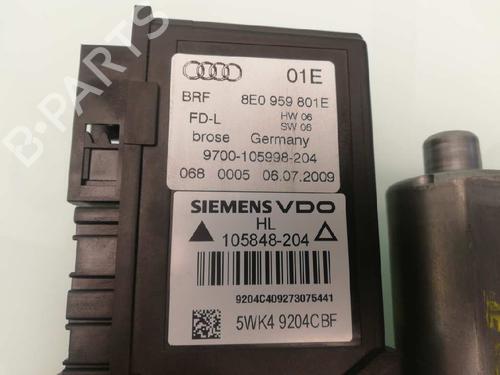 01E
BRF 8E0 959 801E
FD-L HW 06
SW 06
brose Germany
9700-105998-204
068 0005 06.07.2009
SIEMENS VDO
HL
105848-204
9204C409273075441
5WK4 9204CBF
B-PARTS